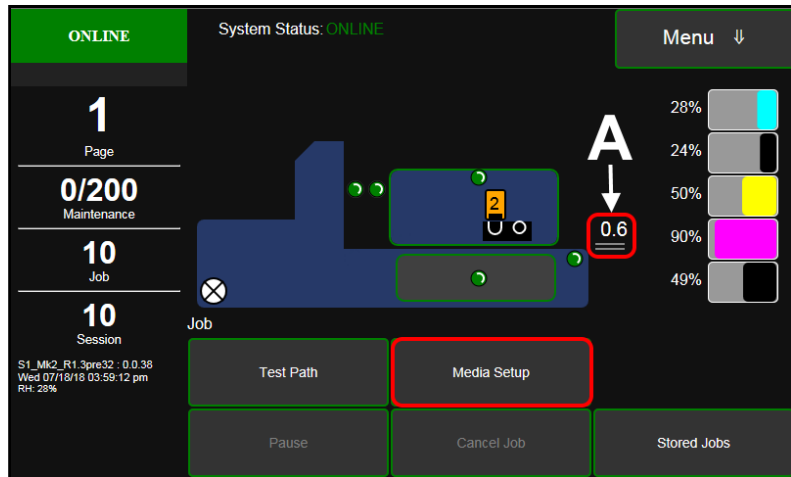 ONLINE
System Status: ONLINE
Menu ⇓
1
Page
0/200
Maintenance
10
Job
10
Session
S1_Mk2_R1.3pre32 : 0.0.38
Wed 07/18/18 03:59:12 pm
RH: 28%
A
2
0.6
28%
24%
50%
90%
49%
Job
Test Path
Media Setup
Pause
Cancel Job
Stored Jobs